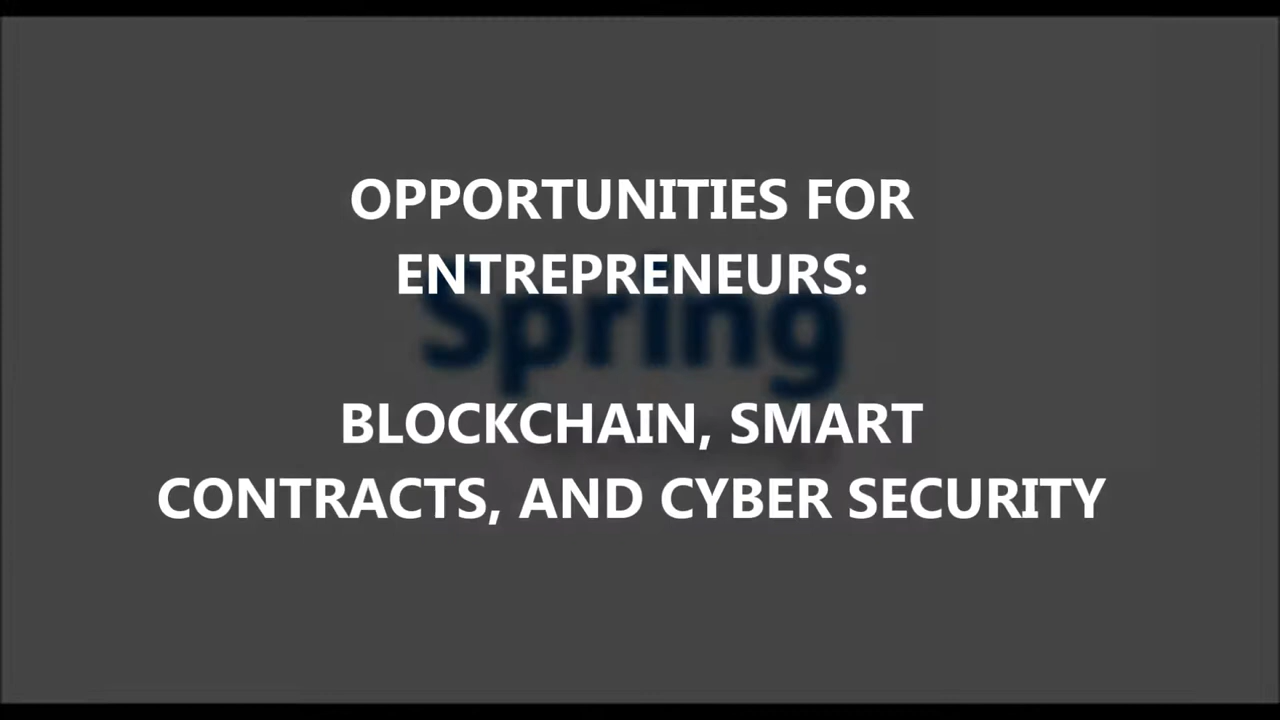 OPPORTUNITIES FOR
ENTREPRENEURS:
Spring
BLOCKCHAIN, SMART
CONTRACTS, AND CYBER SECURITY